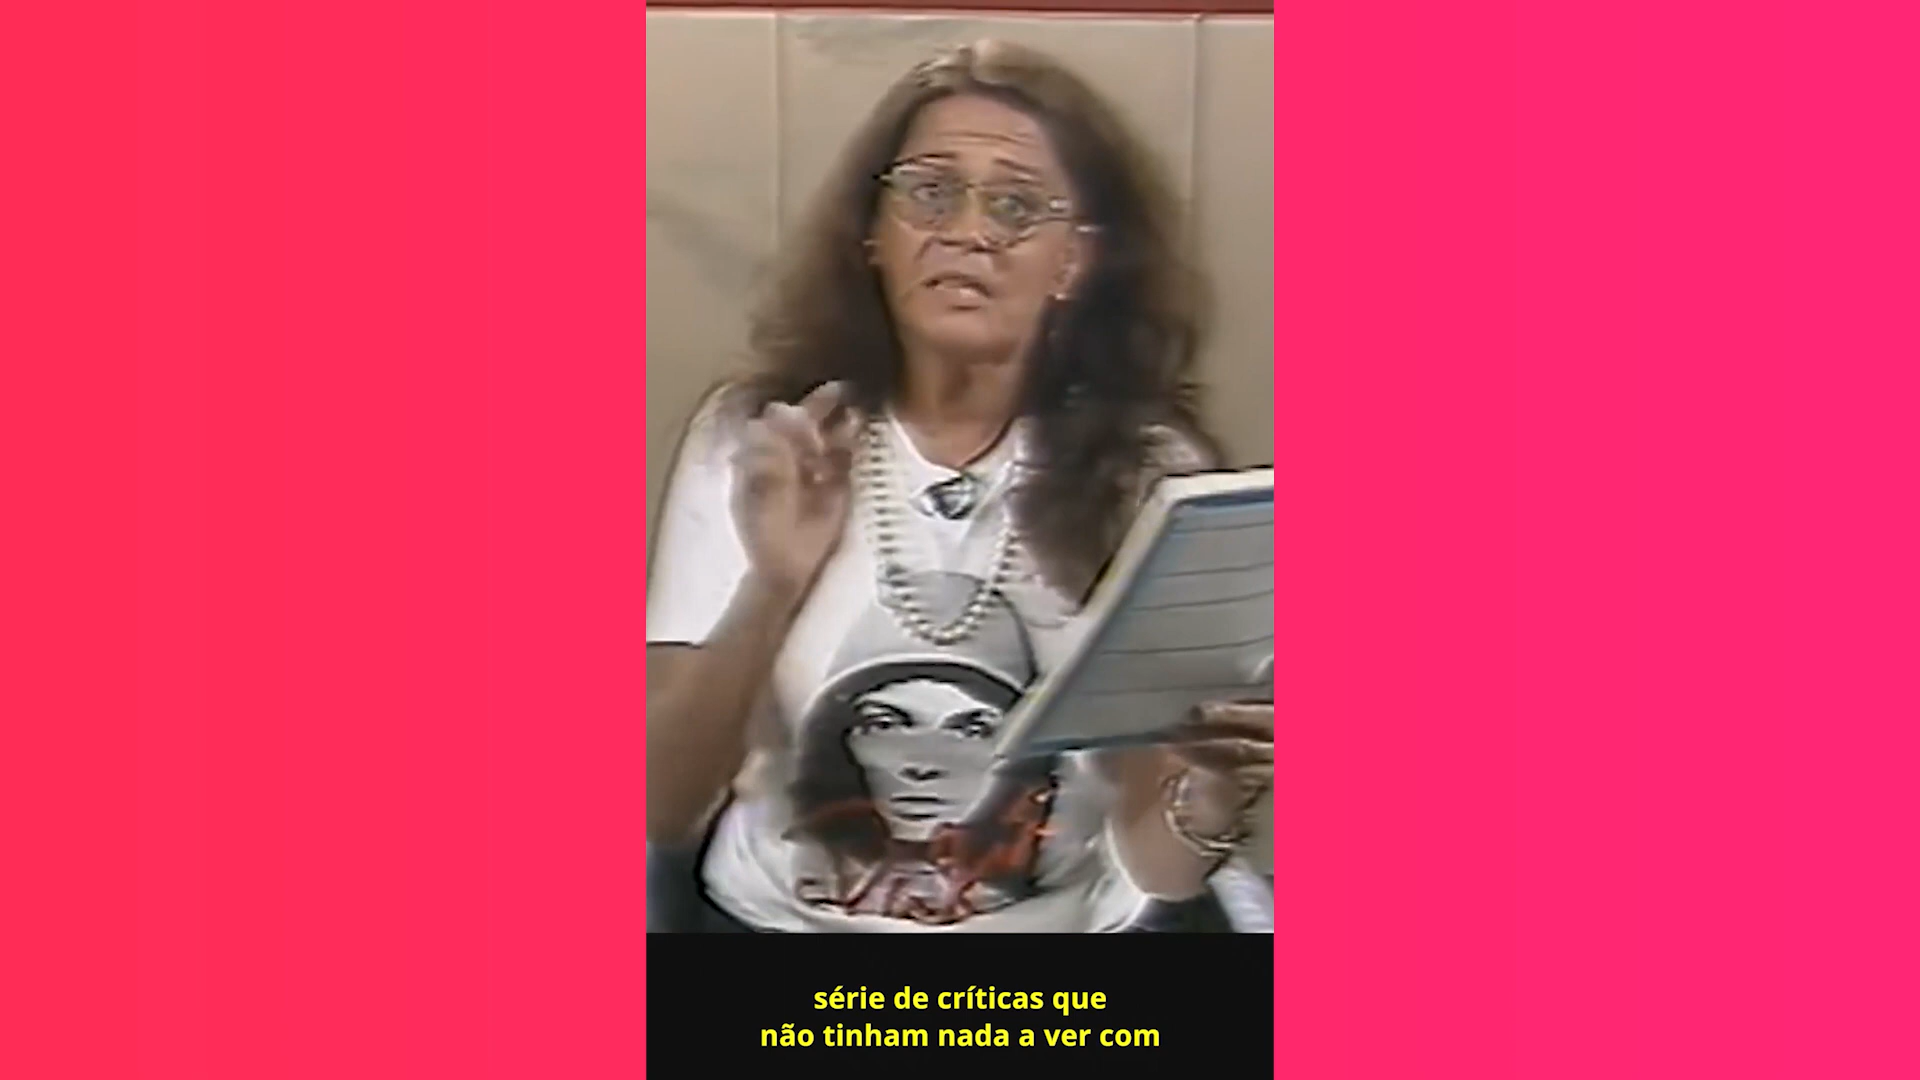 série de críticas que
não tinham nada a ver com